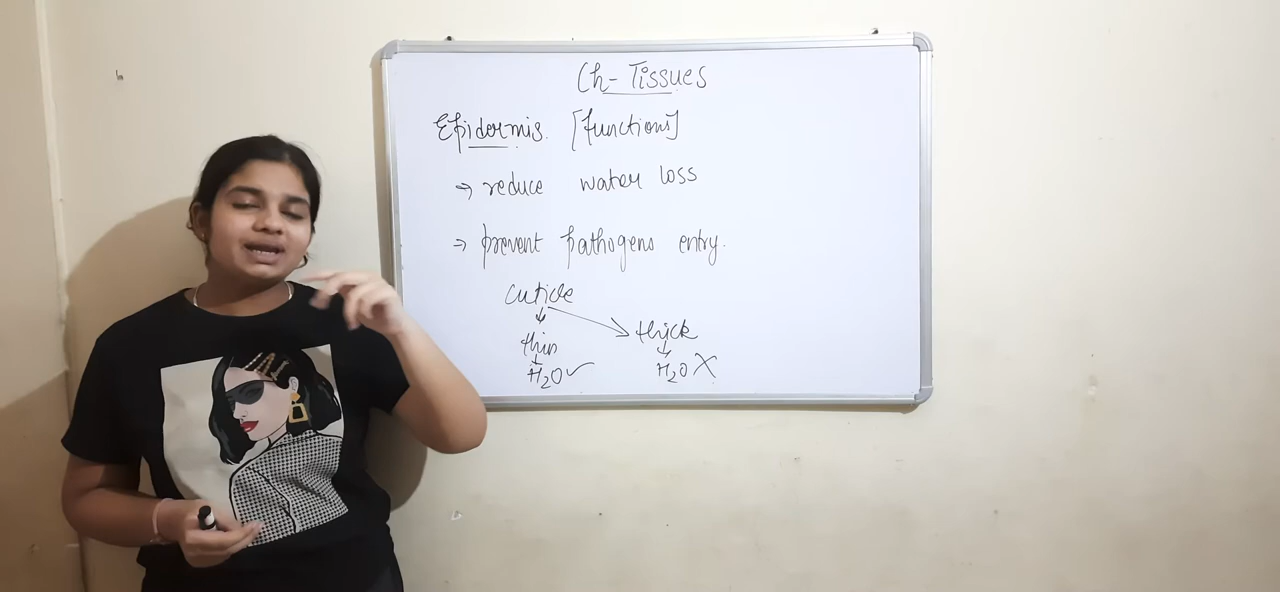 Ch- Tissues
Epidermis. [functions]
→ reduce water loss
→ prevent pathogens entry.
Cuticle
thin thick
H2O✓ H2O X